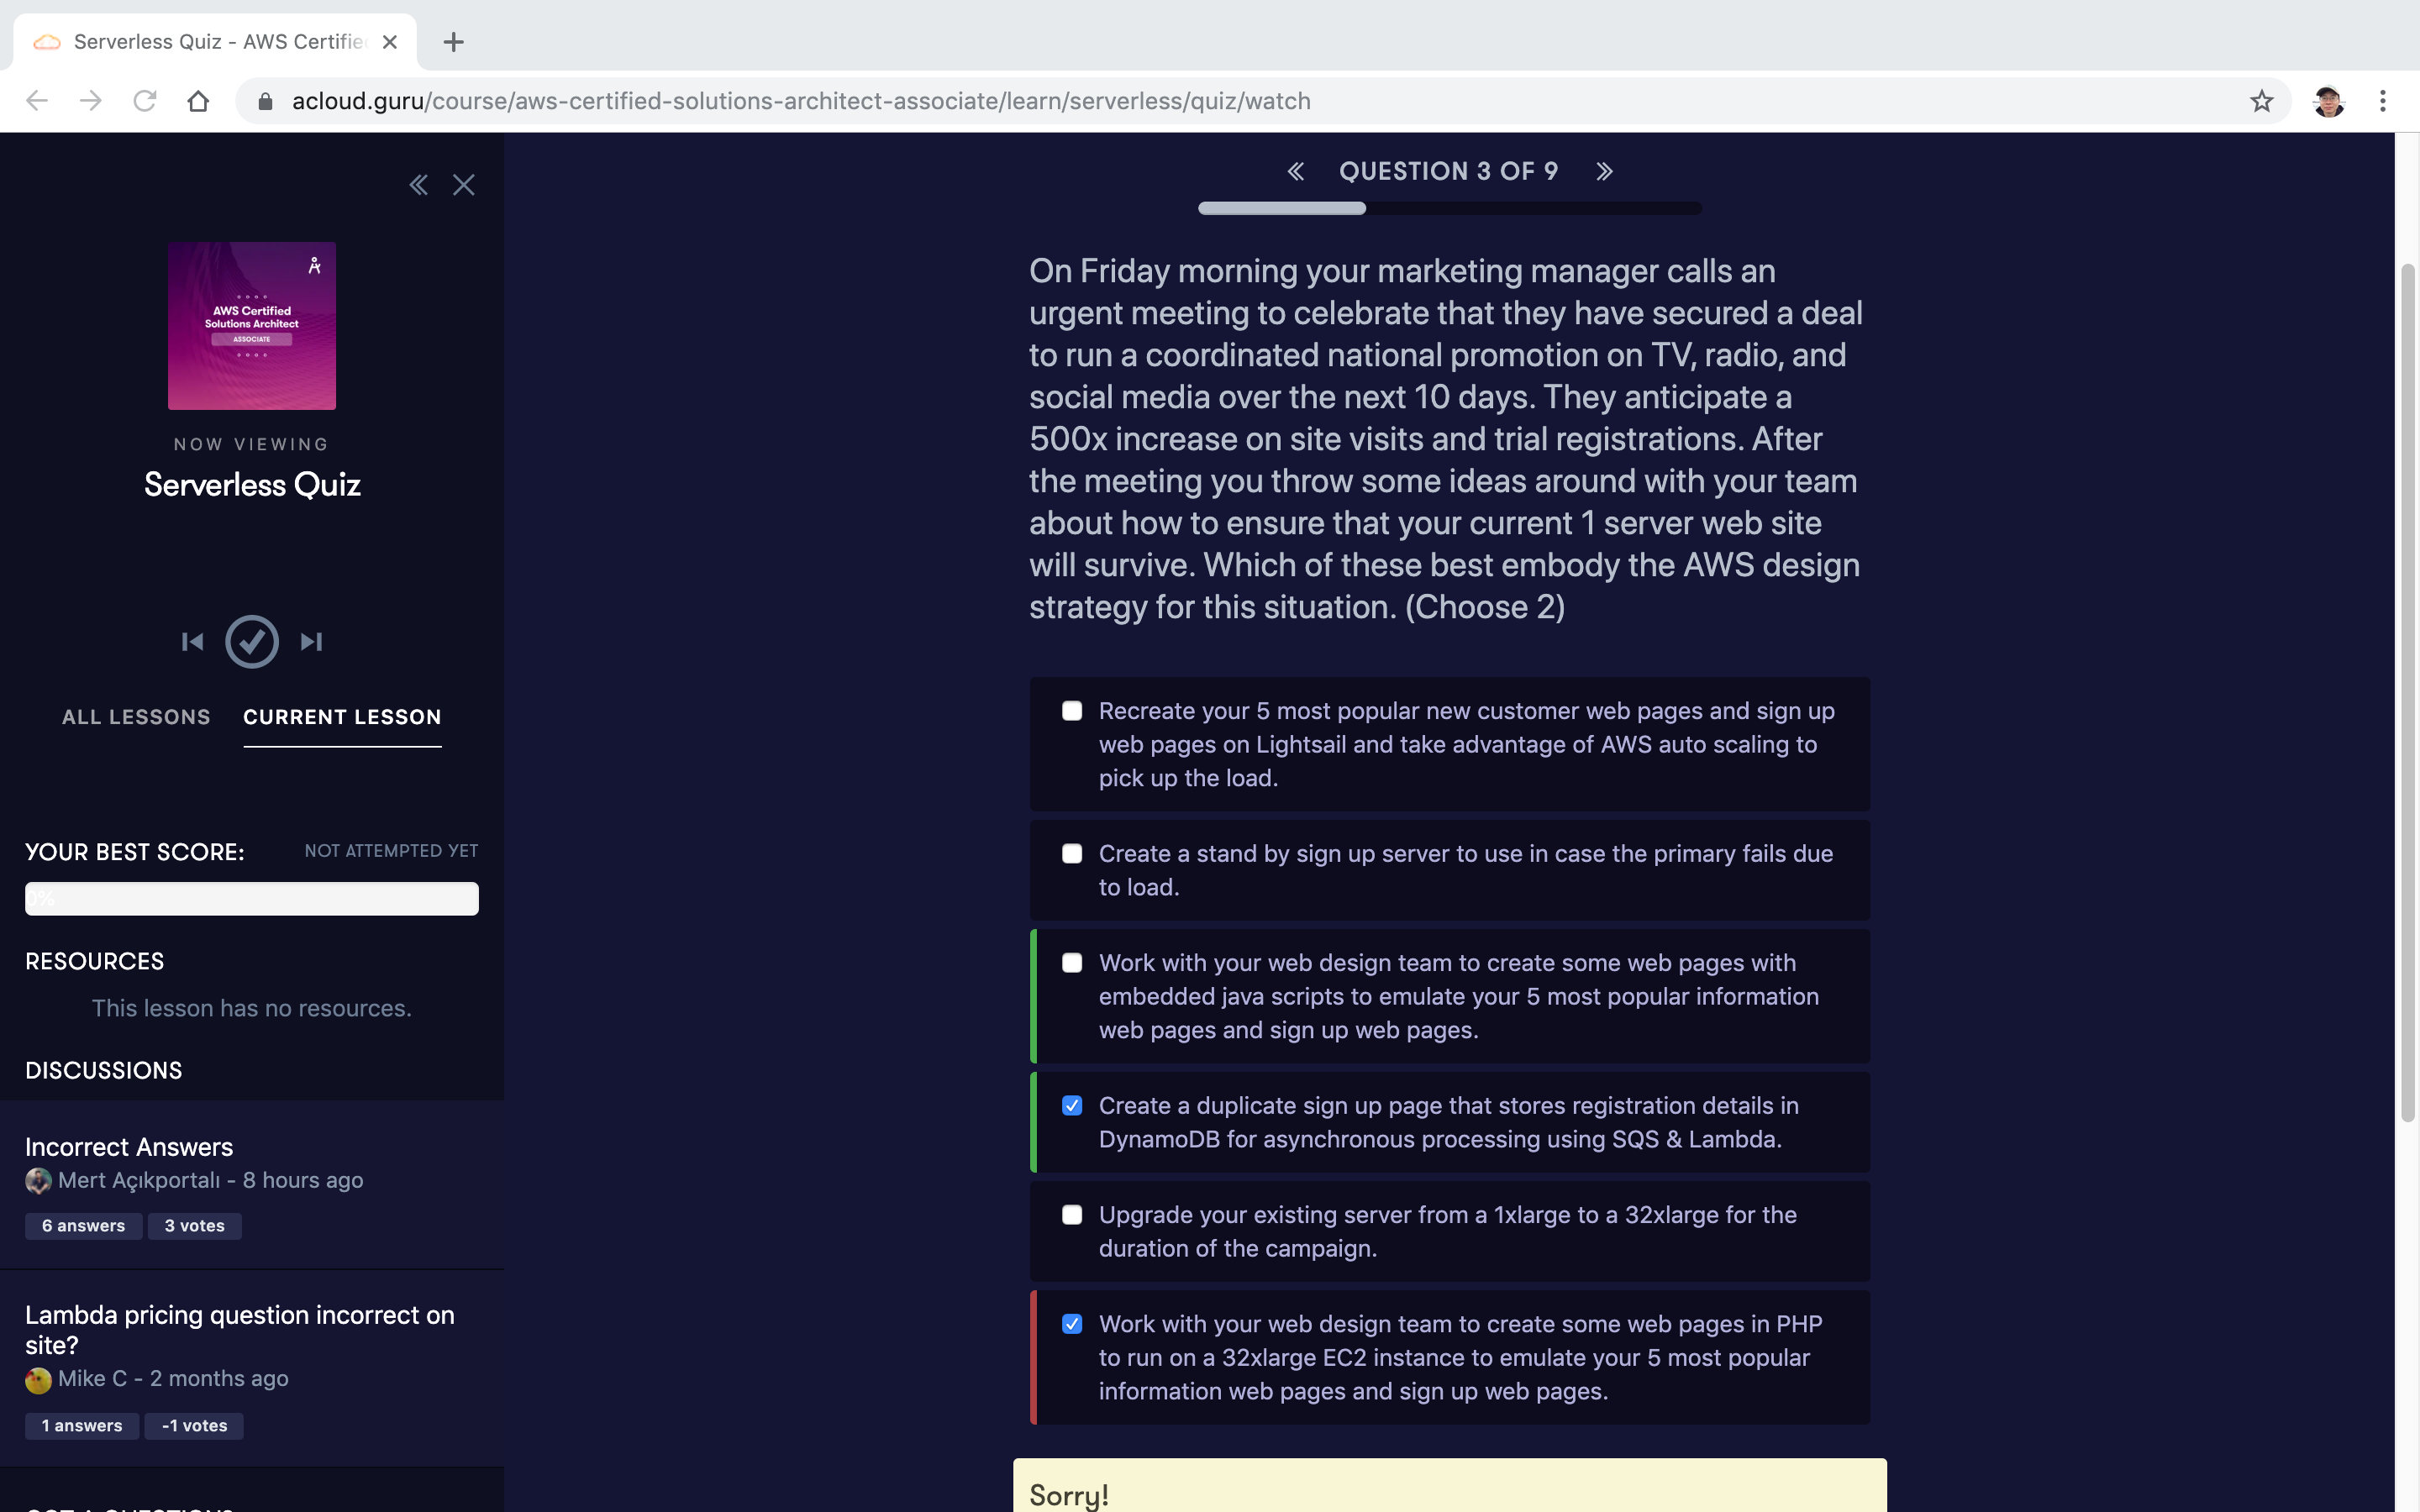 Serverless Quiz - AWS Certified
acloud.guru/course/aws-certified-solutions-architect-associate/learn/serverless/quiz/watch
AWS Certified
Solutions Architect
ASSOCIATE
NOW VIEWING
Serverless Quiz
ALL LESSONS
CURRENT LESSON
YOUR BEST SCORE:
NOT ATTEMPTED YET
0%
RESOURCES
This lesson has no resources.
DISCUSSIONS
Incorrect Answers
Mert Açıkportalı - 8 hours ago
6 answers
3 votes
Lambda pricing question incorrect on
site?
Mike C - 2 months ago
1 answers
-1 votes
QUESTION 3 OF 9
On Friday morning your marketing manager calls an
urgent meeting to celebrate that they have secured a deal
to run a coordinated national promotion on TV, radio, and
social media over the next 10 days. They anticipate a
500x increase on site visits and trial registrations. After
the meeting you throw some ideas around with your team
about how to ensure that your current 1 server web site
will survive. Which of these best embody the AWS design
strategy for this situation. (Choose 2)
Recreate your 5 most popular new customer web pages and sign up
web pages on Lightsail and take advantage of AWS auto scaling to
pick up the load.
Create a stand by sign up server to use in case the primary fails due
to load.
Work with your web design team to create some web pages with
embedded java scripts to emulate your 5 most popular information
web pages and sign up web pages.
Create a duplicate sign up page that stores registration details in
DynamoDB for asynchronous processing using SQS & Lambda.
Upgrade your existing server from a 1xlarge to a 32xlarge for the
duration of the campaign.
Work with your web design team to create some web pages in PHP
to run on a 32xlarge EC2 instance to emulate your 5 most popular
information web pages and sign up web pages.
Sorry!